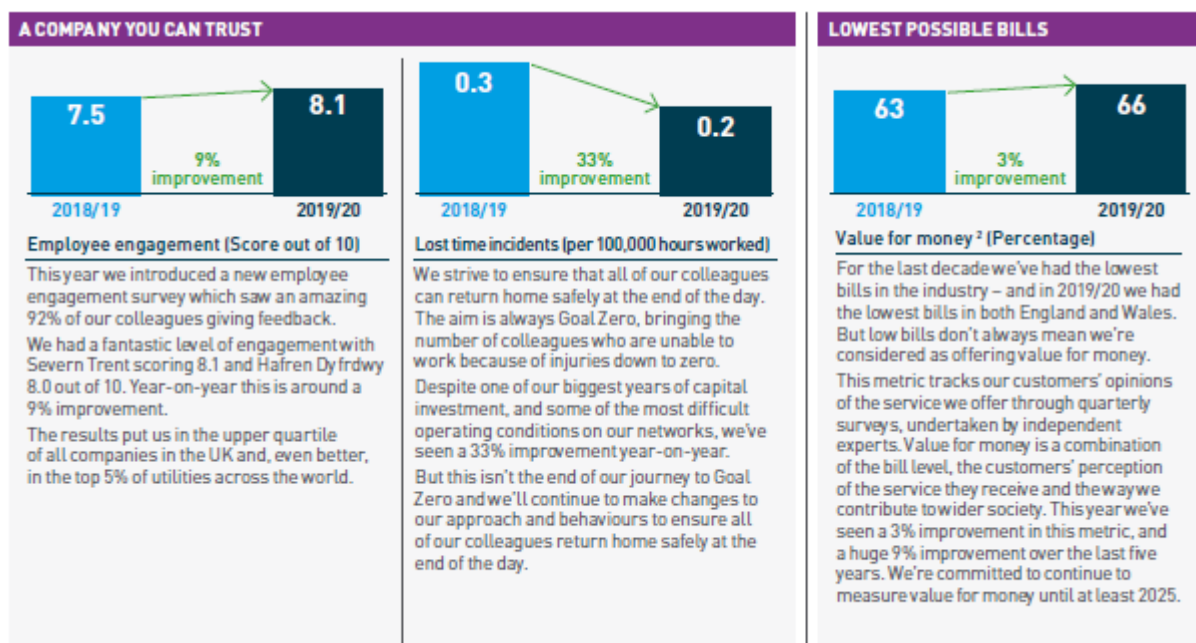 A COMPANY YOU CAN TRUST
7.5
8.1
9%
improvement
2018/19
2019/20
Employee engagement (Score out of 10)
This year we introduced a new employee
engagement survey which saw an amazing
92% of our colleagues giving feedback.
We had a fantastic level of engagement with
Severn Trent scoring 8.1 and Hafren Dyfrdwy
8.0 out of 10. Year-on-year this is around a
9% improvement.
The results put us in the upper quartile
of all companies in the UK and, even better,
in the top 5% of utilities across the world.
0.3
0.2
33%
improvement
2018/19
2019/20
Lost time incidents (per 100,000 hours worked)
We strive to ensure that all of our colleagues
can return home safely at the end of the day.
The aim is always Goal Zero, bringing the
number of colleagues who are unable to
work because of injuries down to zero.
Despite one of our biggest years of capital
investment, and some of the most difficult
operating conditions on our networks, we've
seen a 33% improvement year-on-year.
But this isn't the end of our journey to Goal
Zero and we'll continue to make changes to
our approach and behaviours to ensure all
of our colleagues return home safely at the
end of the day.
LOWEST POSSIBLE BILLS
63
66
3%
improvement
2018/19
2019/20
Value for money ² (Percentage)
For the last decade we've had the lowest
bills in the industry – and in 2019/20 we had
the lowest bills in both England and Wales.
But low bills don't always mean we're
considered as offering value for money.
This metric tracks our customers' opinions
of the service we offer through quarterly
surveys, undertaken by independent
experts. Value for money is a combination
of the bill level, the customers' perception
of the service they receive and the way we
contribute to wider society. This year we've
seen a 3% improvement in this metric, and
a huge 9% improvement over the last five
years. We're committed to continue to
measure value for money until at least 2025.